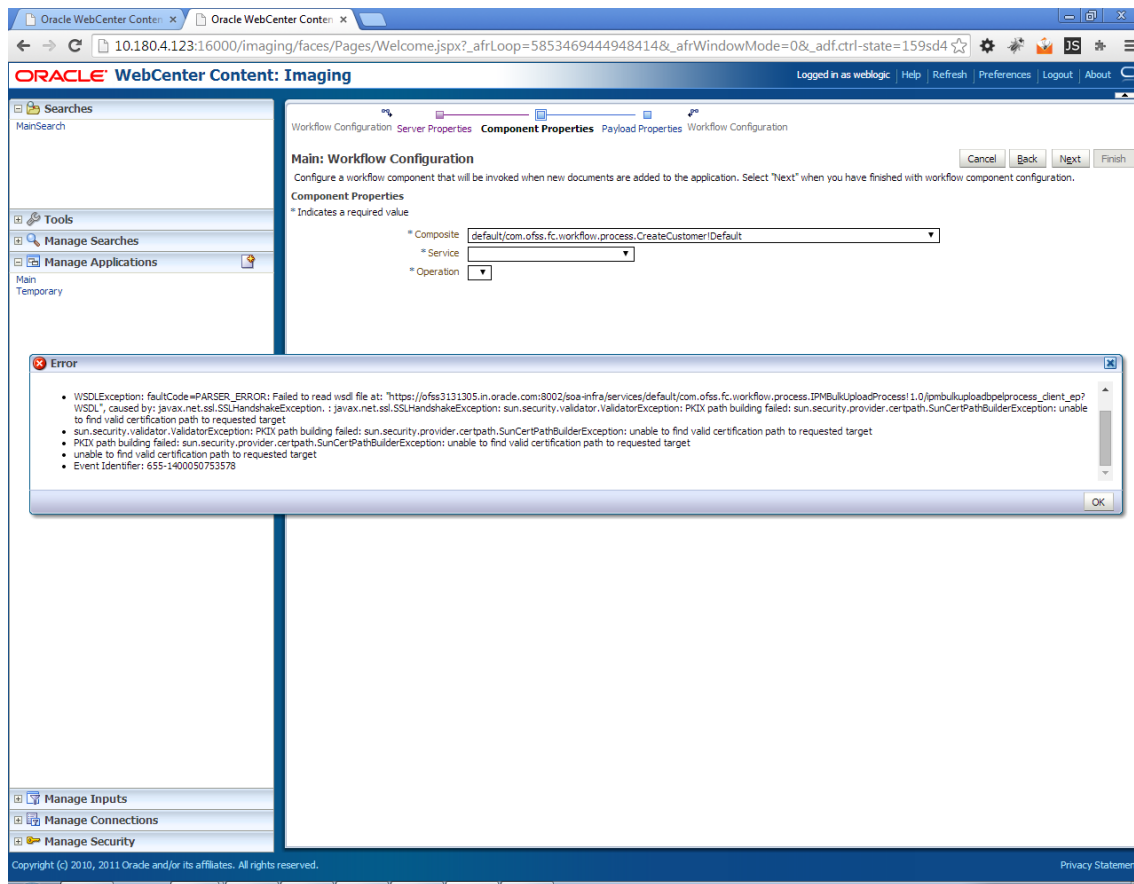 Oracle WebCenter Conten ×
Oracle WebCenter Conten ×
10.180.4.123:16000/imaging/faces/Pages/Welcome.jspx?_afrLoop=5853469444948414&_afrWindowMode=0&_adf.ctrl-state=159sd4
JS
ORACLE WebCenter Content: Imaging
Logged in as weblogic Help Refresh Preferences Logout About
Searches
MainSearch
Tools
Manage Searches
Manage Applications
Main
Temporary
Workflow Configuration Server Properties Component Properties Payload Properties Workflow Configuration
Main: Workflow Configuration
Cancel Back Next Finish
Configure a workflow component that will be invoked when new documents are added to the application. Select "Next" when you have finished with workflow component configuration.
Component Properties
* Indicates a required value
* Composite default/com.ofss.fc.workflow.process.CreateCustomer!Default
* Service
* Operation
Error
• WSDLException: faultCode=PARSER_ERROR: Failed to read wsdl file at: "https://ofss3131305.in.oracle.com:8002/soa-infra/services/default/com.ofss.fc.workflow.process.IPMBulkUploadProcess!1.0/ipmbulkuploadbpelprocess_client_ep?
WSDL", caused by: javax.net.ssl.SSLHandshakeException. : javax.net.ssl.SSLHandshakeException: sun.security.validator.ValidatorException: PKIX path building failed: sun.security.provider.certpath.SunCertPathBuilderException: unable
to find valid certification path to requested target
• sun.security.validator.ValidatorException: PKIX path building failed: sun.security.provider.certpath.SunCertPathBuilderException: unable to find valid certification path to requested target
• PKIX path building failed: sun.security.provider.certpath.SunCertPathBuilderException: unable to find valid certification path to requested target
• unable to find valid certification path to requested target
• Event Identifier: 655-1400050753578
OK
Manage Inputs
Manage Connections
Manage Security
Copyright (c) 2010, 2011 Oracle and/or its affiliates. All rights reserved.
Privacy Statemen